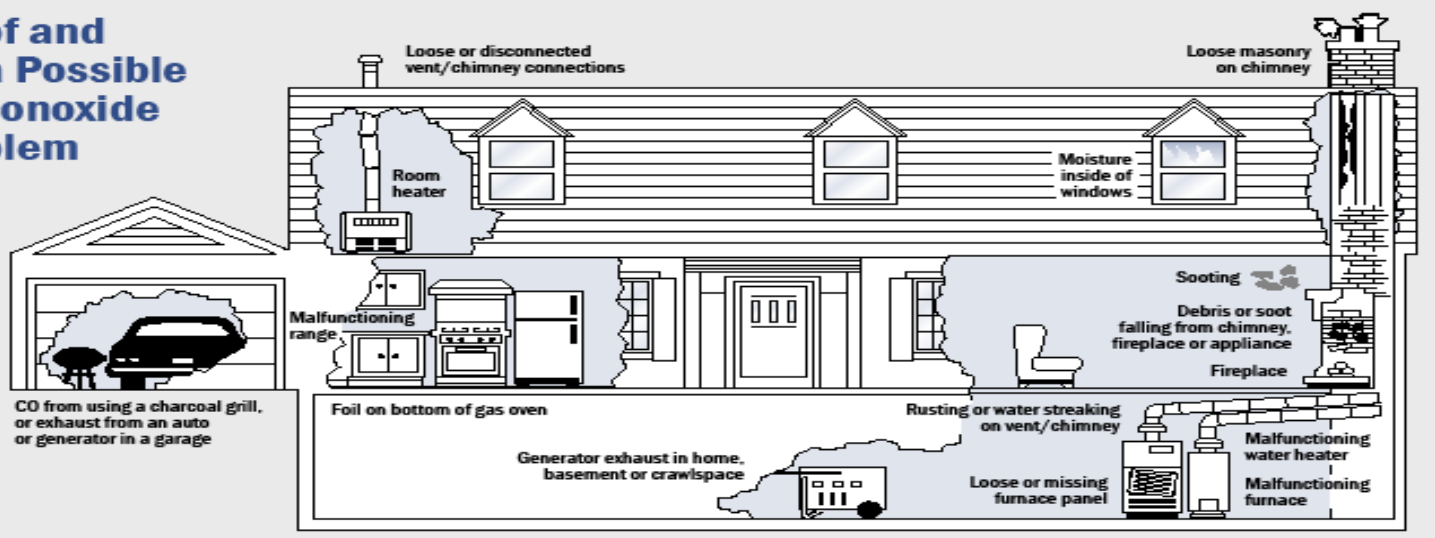 of and
Possible
onoxide
blem
Loose or disconnected
vent/chimney connections
Loose masonry
on chimney
Room
heater
Moisture
inside of
windows
Sooting
Malfunctioning
range
Debris or soot
falling from chimney,
fireplace or appliance
Fireplace
CO from using a charcoal grill,
or exhaust from an auto
or generator in a garage
Foil on bottom of gas oven
Rusting or water streaking
on vent/chimney
Generator exhaust in home,
basement or crawlspace
Loose or missing
furnace panel
Malfunctioning
water heater
Malfunctioning
furnace